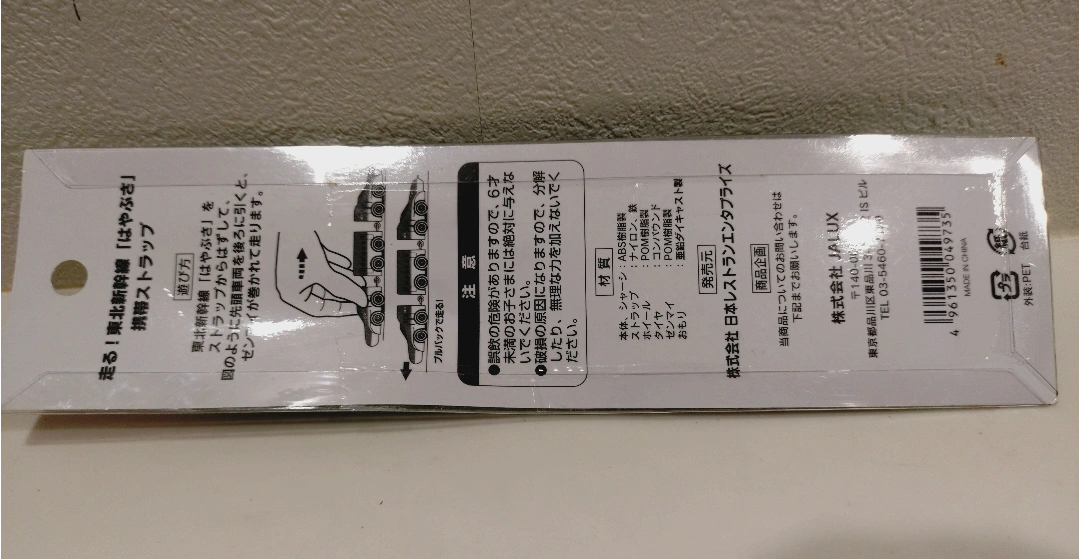 走る!東北新幹線「はやぶさ」
携帯ストラップ
遊び方
東北新幹線「はやぶさ」を
ストラップからはずして、
図のように先頭車両を後ろに引くと、
ゼンマイが巻かれて走ります。
プルバックで走る!
注 意
●誤飲の危険がありますので、6才
未満のお子さまには絶対に与えな
いでください。
●破損の原因になりますので、分解
したり、無理な力を加えないでく
ださい。
材 質
本体、シャーシ:ABS樹脂製
ストラップ :ナイロン、鉄
ホイール :POM樹脂製
タイヤ :コンパウンド
ゼンマイ :POM樹脂製
おもり :亜鉛ダイキャスト製
発売元
株式会社 日本レストランエンタプライズ
商品企画
当商品についてのお問い合わせは
下記までお願いします。
株式会社 JALUX
〒140-
東京都品川区東品川3 ISビル
TEL 03-5460-
4 961350 049735
MADE IN CHINA
プラ
紙
外装:PET 台紙